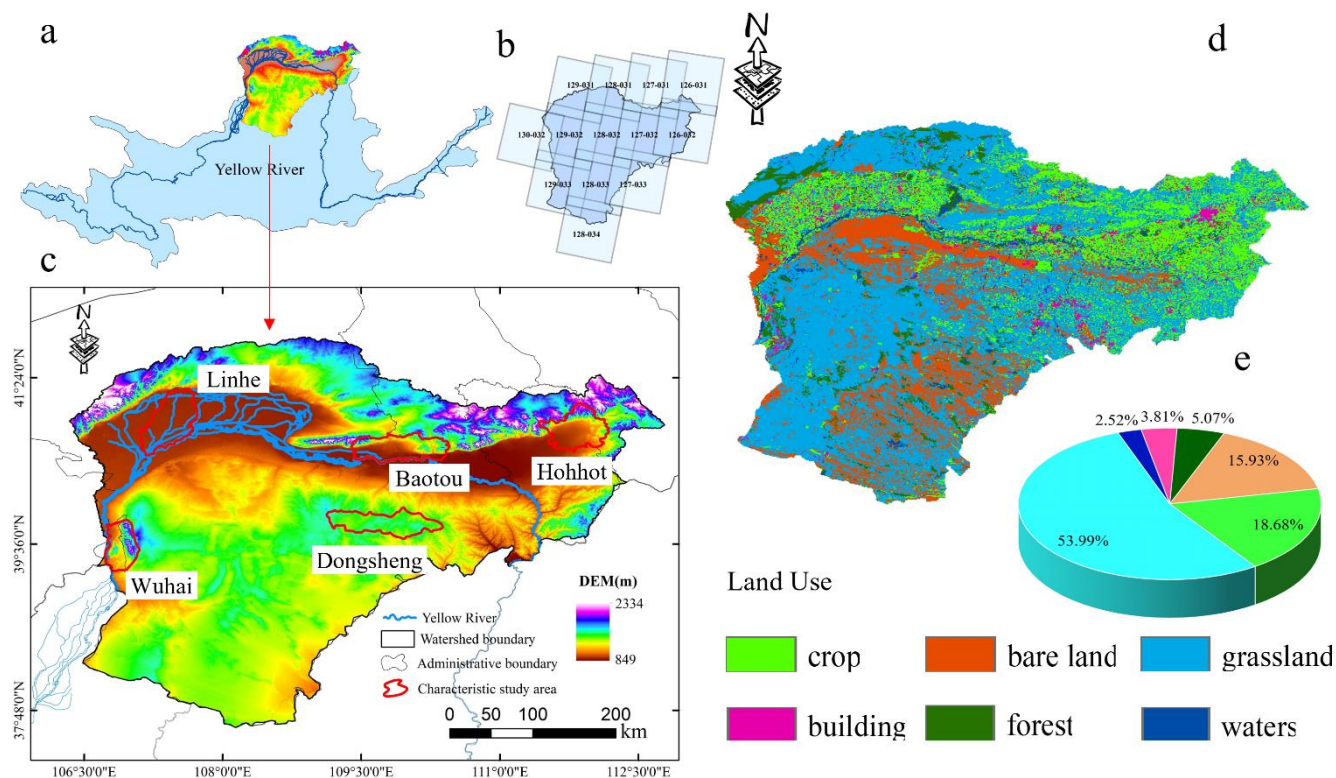 a
Yellow River
b
129-031
128-031
127-031
126-031
130-032
129-032
128-032
127-032
126-032
129-033
128-033
127-033
128-034
N
d
c
N
41°24'0"N
39°36'0"N
37°48'0"N
Linhe
Baotou
Hohhot
Dongsheng
Wuhai
DEM(m)
2334
849
Yellow River
Watershed boundary
Administrative boundary
Characteristic study area
0 50 100 200
km
106°30'0"E
108°0'0"E
109°30'0"E
111°0'0"E
112°30'0"E
e
2.52%
3.81%
5.07%
15.93%
18.68%
53.99%
Land Use
crop
bare land
grassland
building
forest
waters